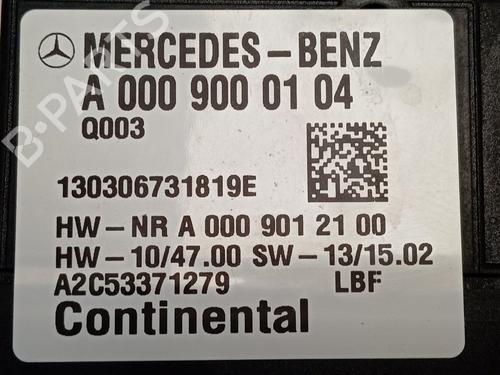 MERCEDES-BENZ
A 000 900 01 04
Q003
130306731819E
HW-NR A 000 901 21 00
HW-10/47.00 SW-13/15.02
A2C53371279 LBF
Continental
B-PARTS